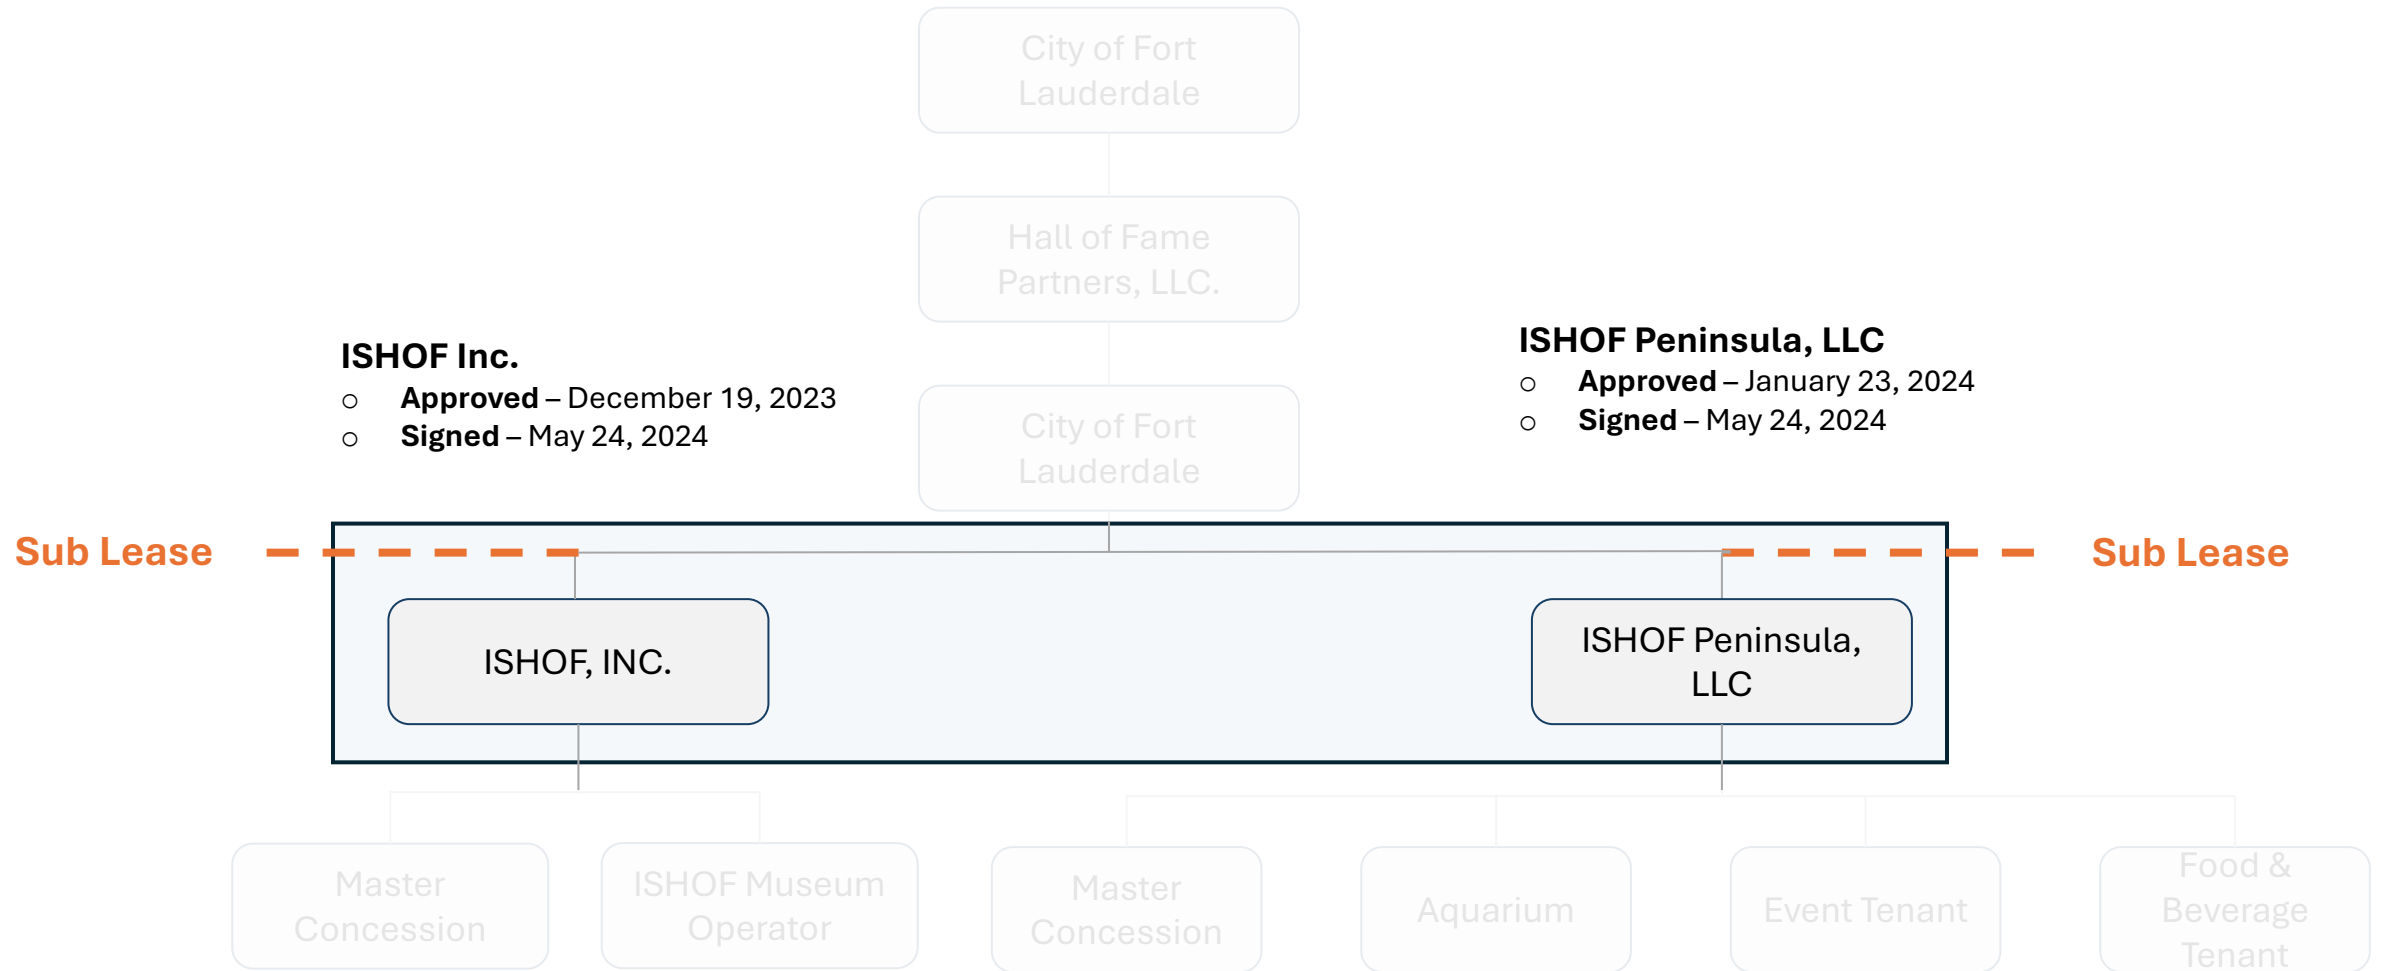 City of Fort
Lauderdale
Hall of Fame
Partners, LLC.
ISHOF Inc.
○ Approved – December 19, 2023
○ Signed – May 24, 2024
ISHOF Peninsula, LLC
○ Approved – January 23, 2024
○ Signed – May 24, 2024
City of Fort
Lauderdale
Sub Lease
Sub Lease
ISHOF, INC.
ISHOF Peninsula,
LLC
Master
Concession
ISHOF Museum
Operator
Master
Concession
Aquarium
Event Tenant
Food &
Beverage
Tenant